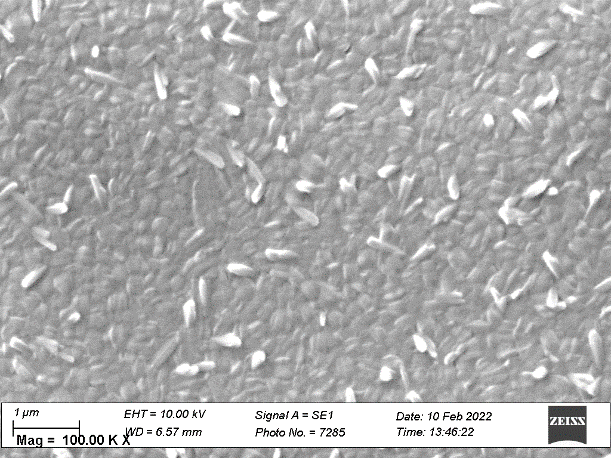 1 µm
EHT = 10.00 kV
Signal A = SE1
Date: 10 Feb 2022
Mag = 100.00 K X
WD = 6.57 mm
Photo No. = 7285
Time: 13:46:22
ZEISS